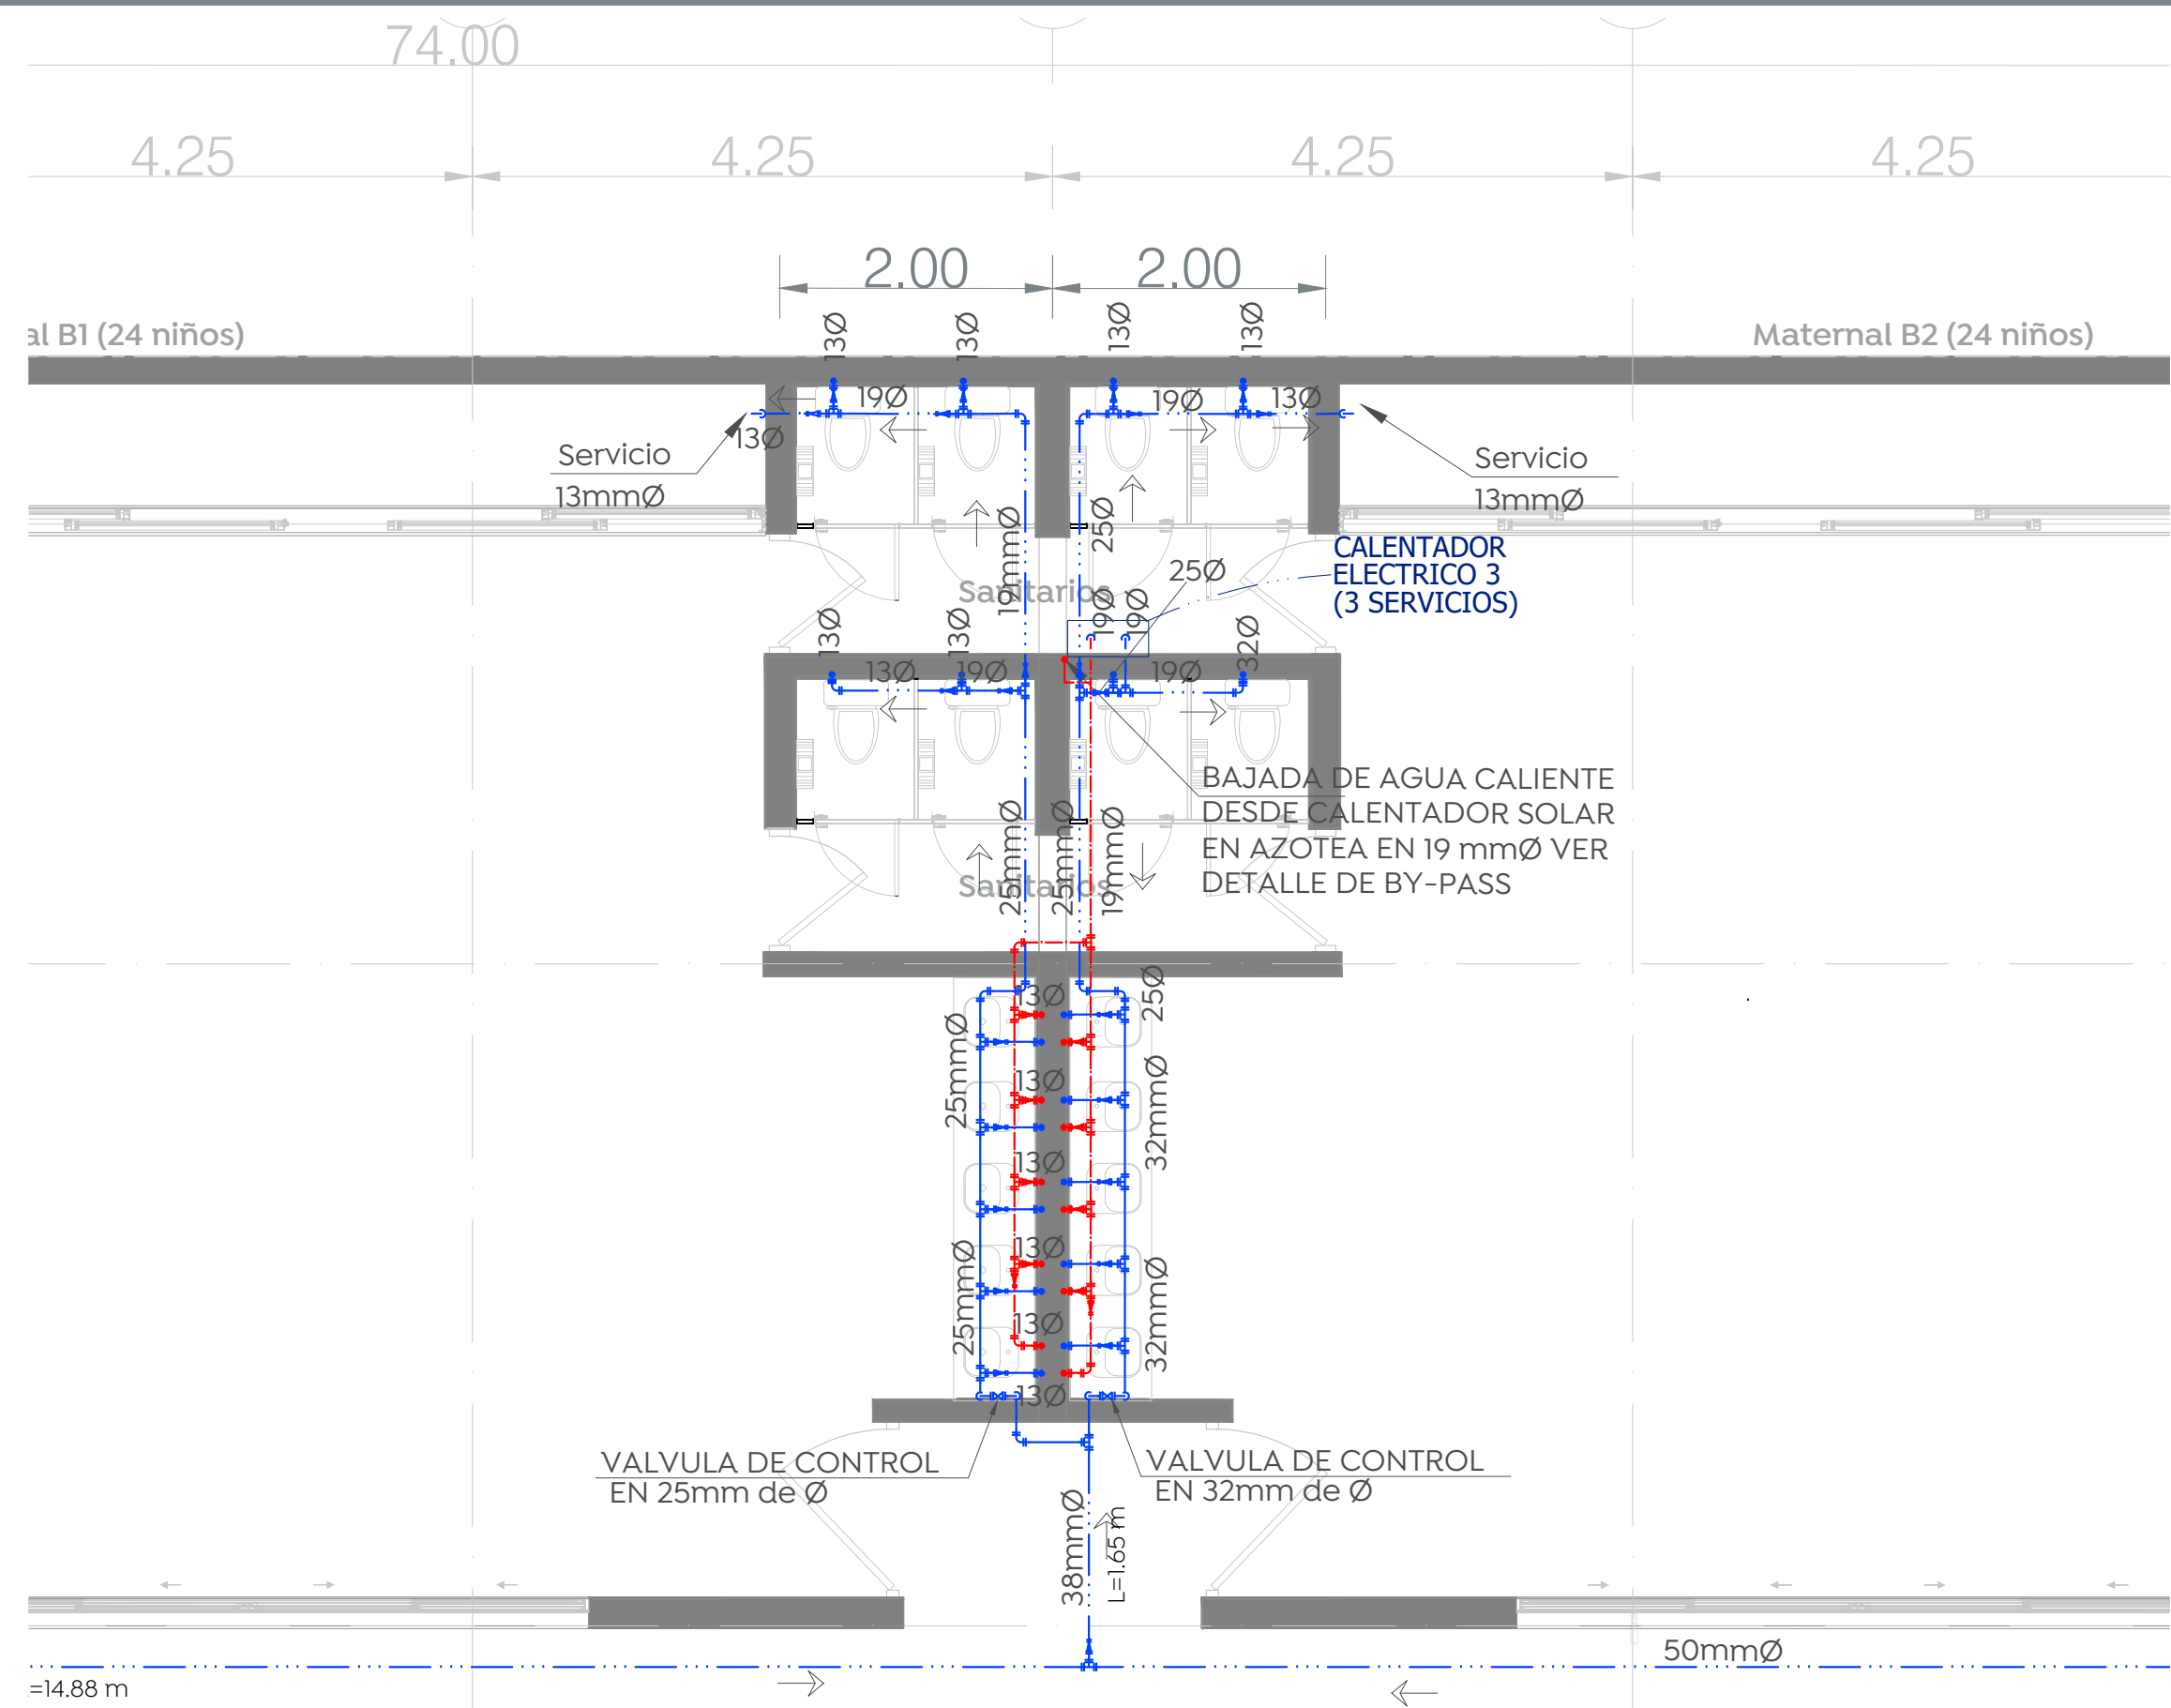 74.00
4.25
4.25
4.25
4.25
2.00
2.00
al B1 (24 niños)
Maternal B2 (24 niños)
13Ø
13Ø
13Ø
13Ø
19Ø
19Ø
13Ø
13Ø
Servicio
13mmØ
Servicio
13mmØ
19mmØ
25Ø
CALENTADOR
ELECTRICO 3
(3 SERVICIOS)
25Ø
Sanitarios
19Ø
19Ø
13Ø
13Ø
32Ø
13Ø
19Ø
19Ø
BAJADA DE AGUA CALIENTE
DESDE CALENTADOR SOLAR
EN AZOTEA EN 19 mmØ VER
DETALLE DE BY-PASS
25mmØ
25mmØ
19mmØ
Sanitarios
13Ø
25Ø
25mmØ
13Ø
32mmØ
13Ø
13Ø
25mmØ
32mmØ
13Ø
13Ø
VALVULA DE CONTROL
EN 25mm de Ø
VALVULA DE CONTROL
EN 32mm de Ø
38mmØ
L=1.65 m
50mmØ
=14.88 m